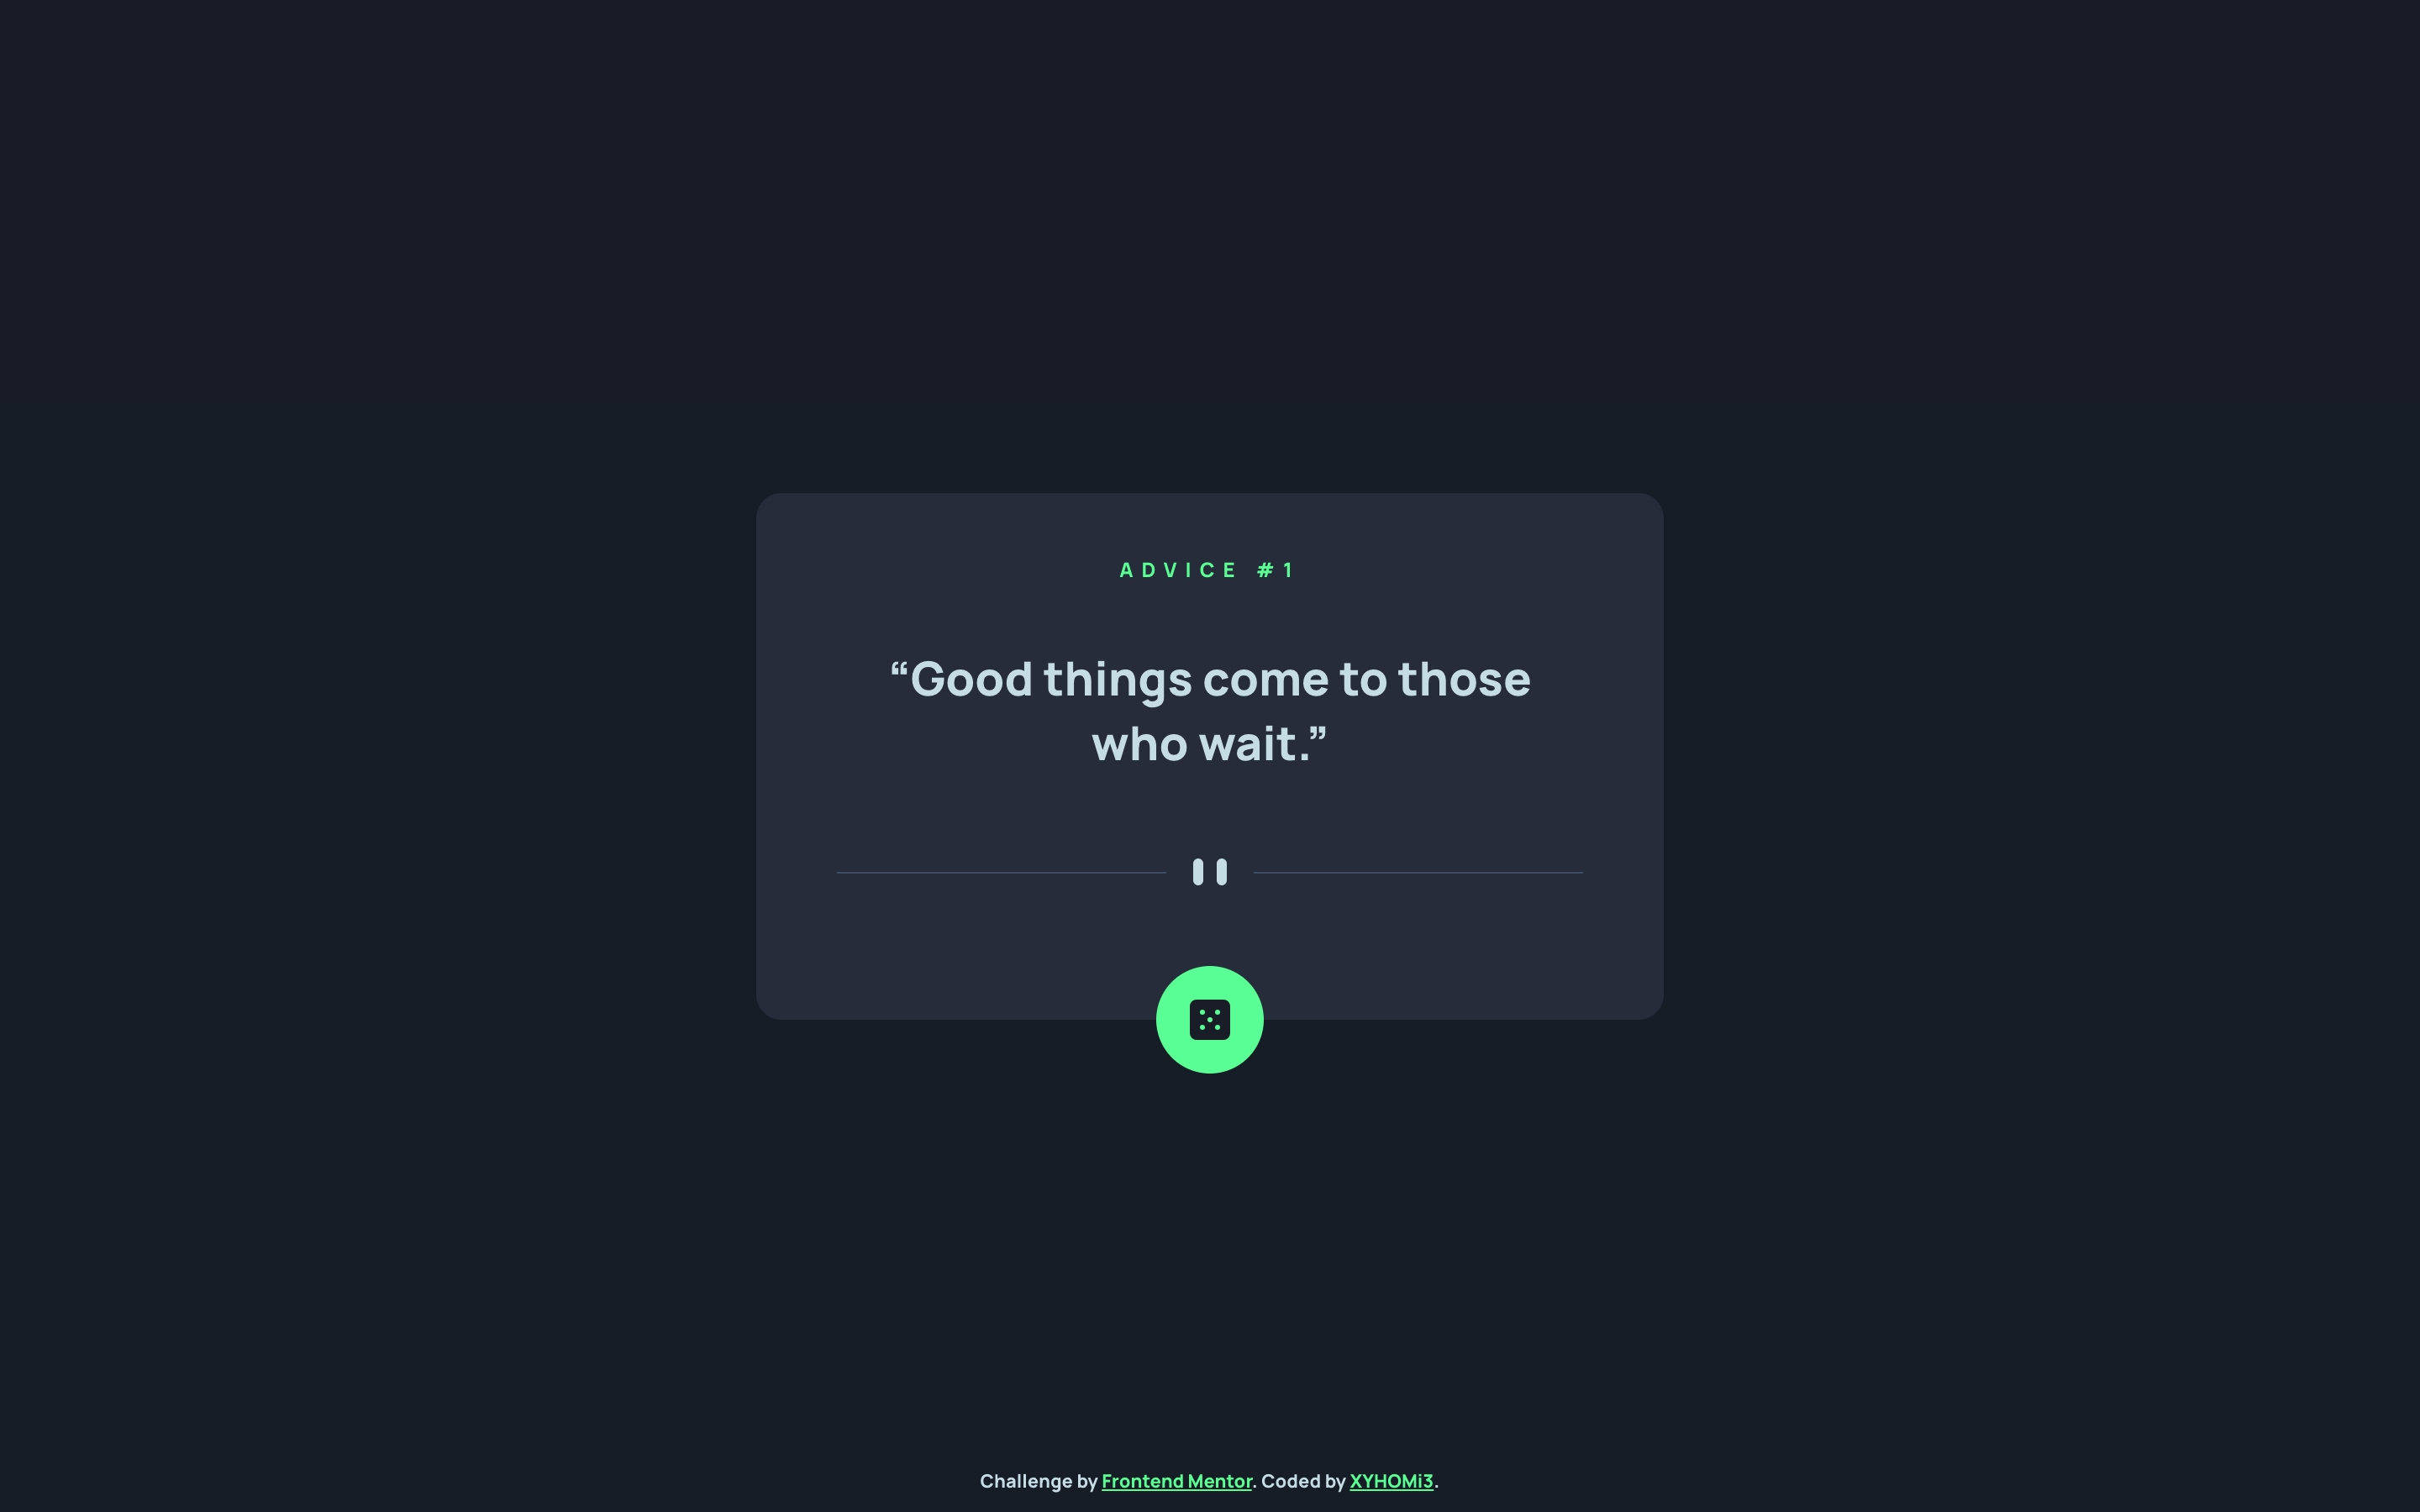 ADVICE #1
“Good things come to those
who wait.”
Challenge by Frontend Mentor. Coded by XYHOMi3.